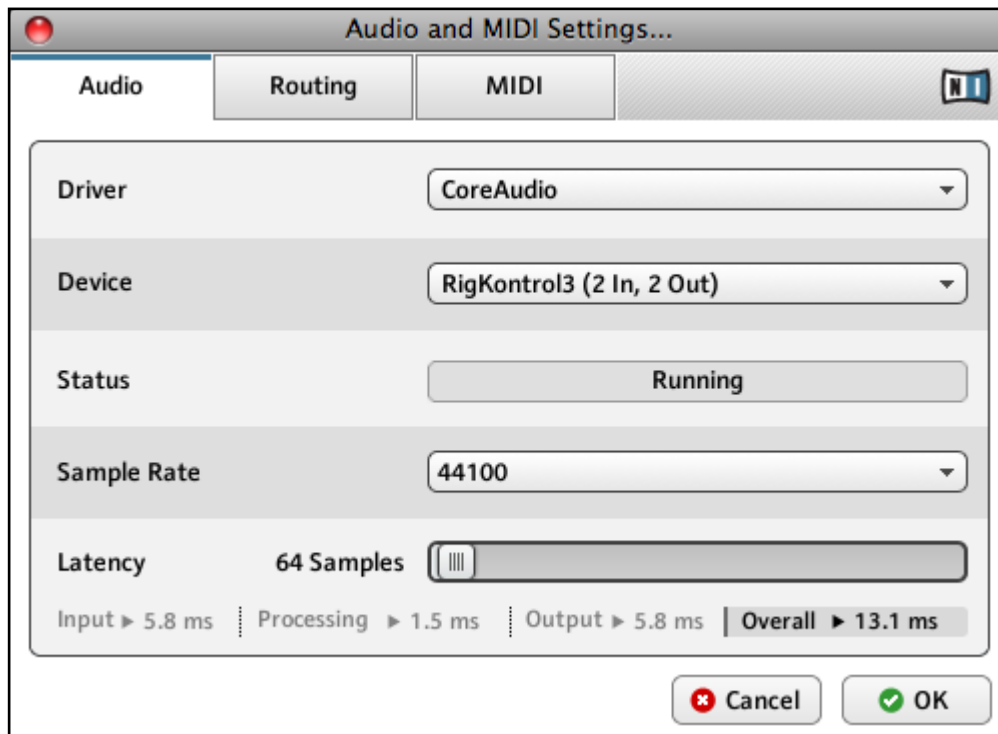 Audio and MIDI Settings...
Audio Routing MIDI NI
Driver CoreAudio
Device RigKontrol3 (2 In, 2 Out)
Status Running
Sample Rate 44100
Latency 64 Samples
Input ▶ 5.8 ms Processing ▶ 1.5 ms Output ▶ 5.8 ms Overall ▶ 13.1 ms
Cancel OK